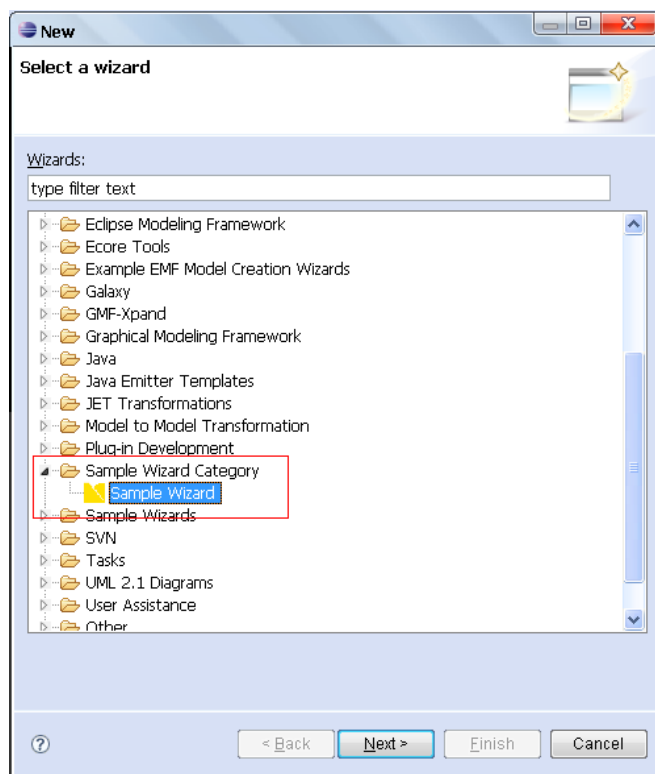 New
Select a wizard
Wizards:
type filter text
Eclipse Modeling Framework
Ecore Tools
Example EMF Model Creation Wizards
Galaxy
GMF-Xpand
Graphical Modeling Framework
Java
Java Emitter Templates
JET Transformations
Model to Model Transformation
Plug-in Development
Sample Wizard Category
Sample Wizard
Sample Wizards
SVN
Tasks
UML 2.1 Diagrams
User Assistance
Other
? < Back Next > Finish Cancel